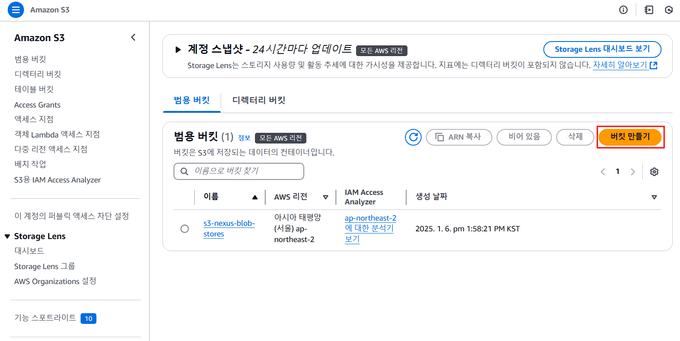 Amazon S3
Amazon S3
범용 버킷
디렉터리 버킷
테이블 버킷
Access Grants
액세스 지점
객체 Lambda 액세스 지점
다중 리전 액세스 지점
배치 작업
S3용 IAM Access Analyzer
이 계정의 퍼블릭 액세스 차단 설정
Storage Lens
대시보드
Storage Lens 그룹
AWS Organizations 설정
기능 스포트라이트 10
계정 스냅샷 - 24시간마다 업데이트 모든 AWS 리전
Storage Lens 대시보드 보기
Storage Lens는 스토리지 사용량 및 활동 추세에 대한 가시성을 제공합니다. 지표에는 디렉터리 버킷이 포함되지 않습니다. 자세히 알아보기
범용 버킷 디렉터리 버킷
범용 버킷 (1) 정보 모든 AWS 리전
ARN 복사 비어 있음 삭제 버킷 만들기
버킷은 S3에 저장되는 데이터의 컨테이너입니다.
이름으로 버킷 찾기
1
이름 AWS 리전 IAM Access Analyzer 생성 날짜
s3-nexus-blob-stores
아시아 태평양 (서울) ap-northeast-2
ap-northeast-2에 대한 분석기 보기
2025. 1. 6. pm 1:58:21 PM KST